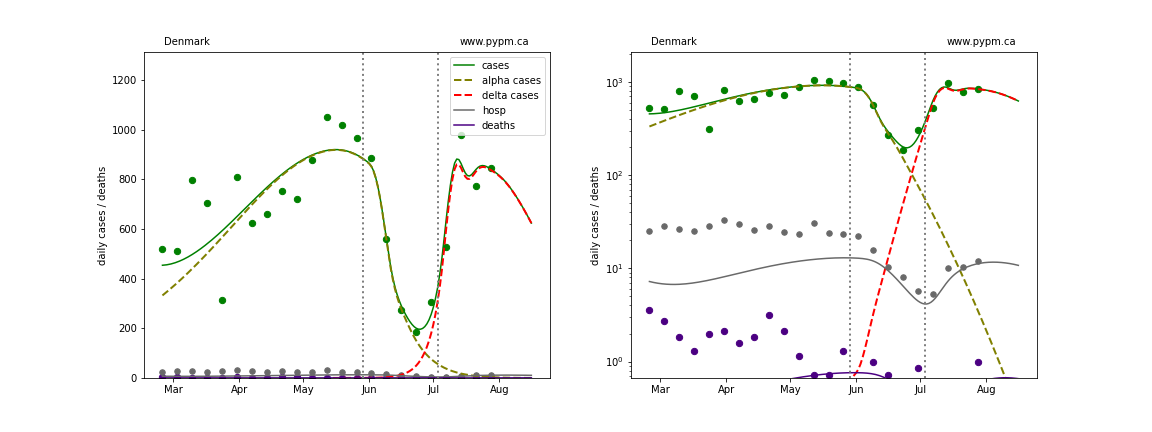 Denmark www.pypm.ca
daily cases / deaths
1200
1000
800
600
400
200
0
Mar Apr May Jun Jul Aug
cases
alpha cases
delta cases
hosp
deaths
Denmark www.pypm.ca
daily cases / deaths
10³
10²
10¹
10⁰
Mar Apr May Jun Jul Aug